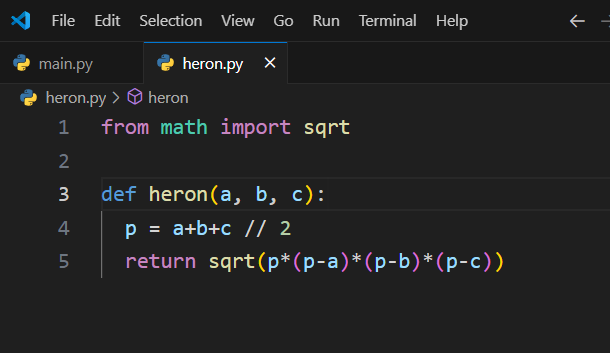 File Edit Selection View Go Run Terminal Help
main.py heron.py
heron.py > heron
1 from math import sqrt
2
3 def heron(a, b, c):
4 p = a+b+c // 2
5 return sqrt(p*(p-a)*(p-b)*(p-c))